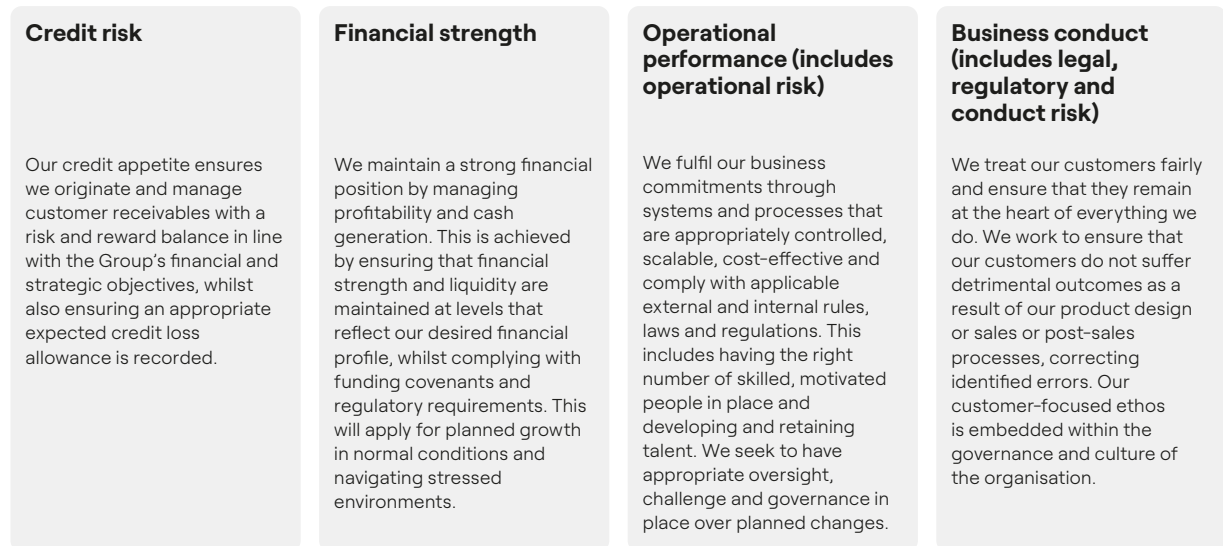 Credit risk
Our credit appetite ensures
we originate and manage
customer receivables with a
risk and reward balance in line
with the Group’s financial and
strategic objectives, whilst
also ensuring an appropriate
expected credit loss
allowance is recorded.
Financial strength
We maintain a strong financial
position by managing
profitability and cash
generation. This is achieved
by ensuring that financial
strength and liquidity are
maintained at levels that
reflect our desired financial
profile, whilst complying with
funding covenants and
regulatory requirements. This
will apply for planned growth
in normal conditions and
navigating stressed
environments.
Operational
performance (includes
operational risk)
We fulfil our business
commitments through
systems and processes that
are appropriately controlled,
scalable, cost-effective and
comply with applicable
external and internal rules,
laws and regulations. This
includes having the right
number of skilled, motivated
people in place and
developing and retaining
talent. We seek to have
appropriate oversight,
challenge and governance in
place over planned changes.
Business conduct
(includes legal,
regulatory and
conduct risk)
We treat our customers fairly
and ensure that they remain
at the heart of everything we
do. We work to ensure that
our customers do not suffer
detrimental outcomes as a
result of our product design
or sales or post-sales
processes, correcting
identified errors. Our
customer-focused ethos
is embedded within the
governance and culture of
the organisation.